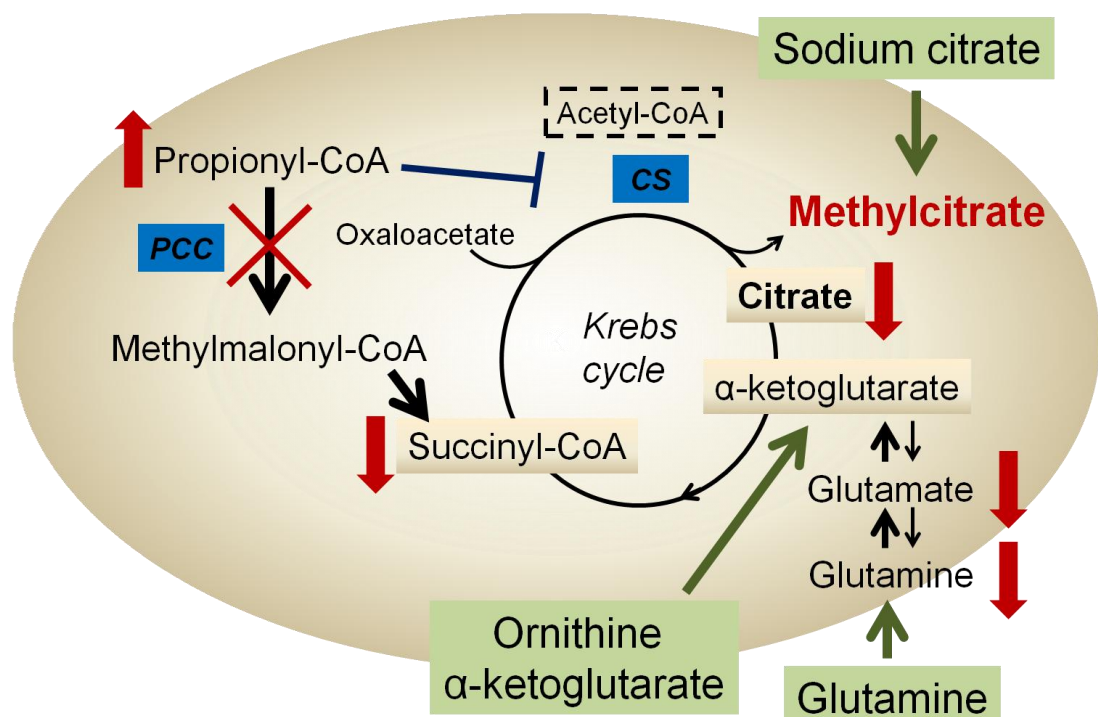 Sodium citrate
Acetyl-CoA
Propionyl-CoA
CS
Methylcitrate
PCC
Oxaloacetate
Citrate
Krebs
cycle
Methylmalonyl-CoA
α-ketoglutarate
Succinyl-CoA
Glutamate
Glutamine
Ornithine
α-ketoglutarate
Glutamine